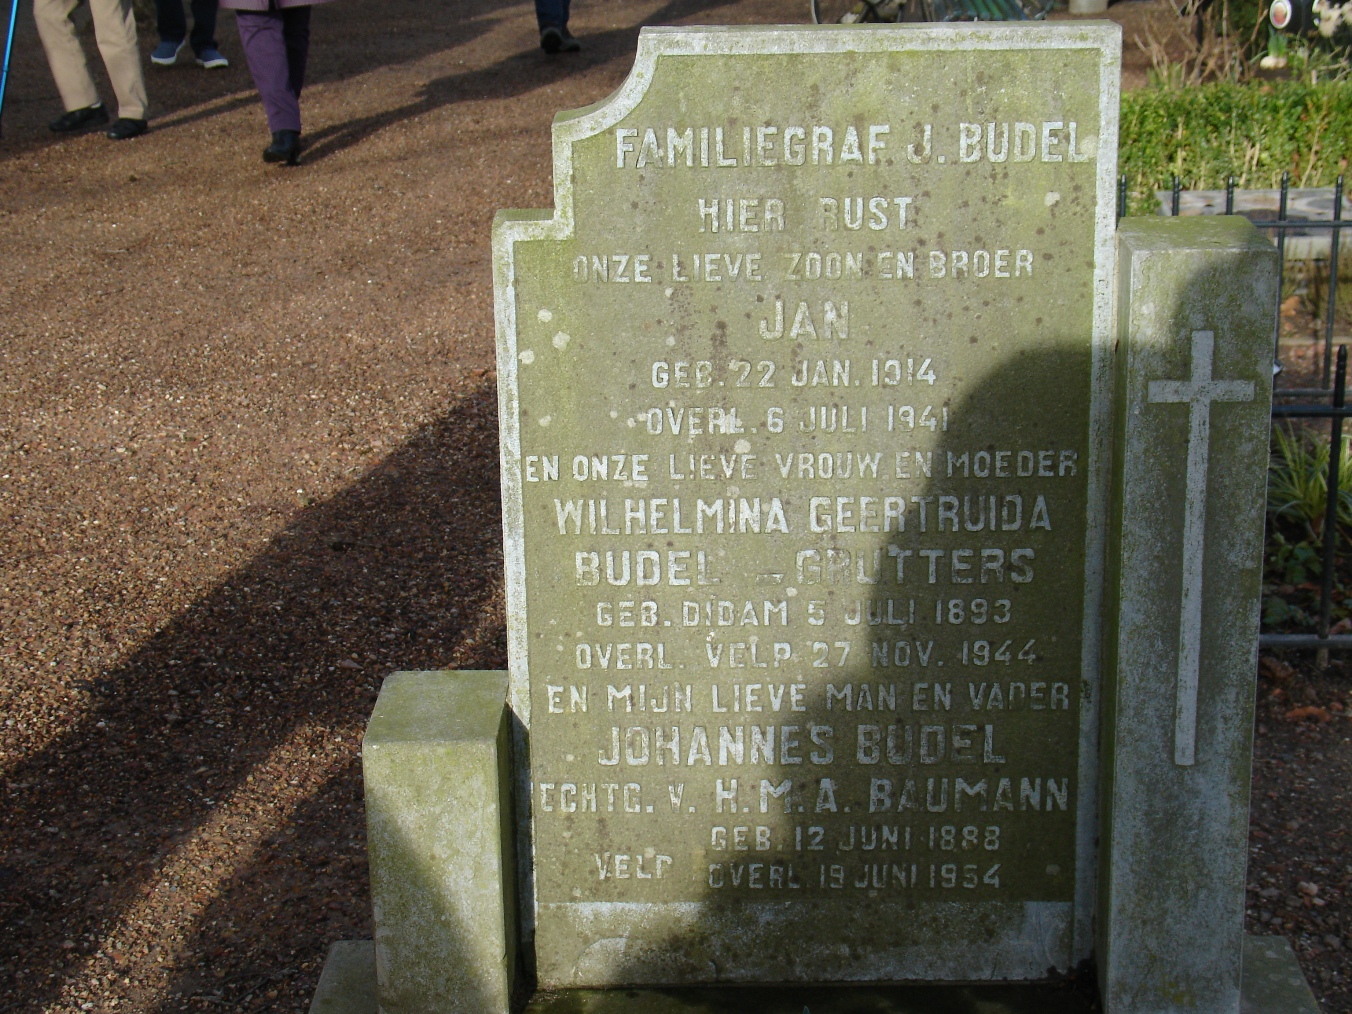 FAMILIEGRAF J. BUDEL
HIER RUST
ONZE LIEVE ZOON EN BROER
JAN
GEB. 22 JAN. 1914
OVERL. 6 JULI 1941
EN ONZE LIEVE VROUW EN MOEDER
WILHELMINA GEERTRUIDA
BUDEL - GRUTTERS
GEB. DIDAM 5 JULI 1893
OVERL. VELP. 27 NOV. 1944
EN MIJN LIEVE MAN EN VADER
JOHANNES BUDEL
ECHTG. V. H.M.A. BAUMANN
GEB. 12 JUNI 1888
VELP OVERL. 19 JUNI 1954